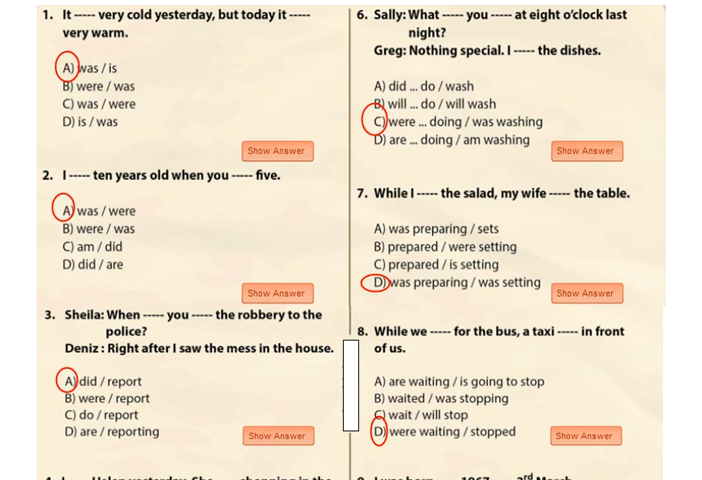 1. It ----- very cold yesterday, but today it -----
very warm.
A) was / is
B) were / was
C) was / were
D) is / was
Show Answer
2. I ----- ten years old when you ----- five.
A) was / were
B) were / was
C) am / did
D) did / are
Show Answer
3. Sheila: When ----- you ----- the robbery to the
police?
Deniz : Right after I saw the mess in the house.
A) did / report
B) were / report
C) do / report
D) are / reporting
Show Answer
6. Sally: What ----- you ----- at eight o'clock last
night?
Greg: Nothing special. I ----- the dishes.
A) did ... do / wash
B) will ... do / will wash
C) were ... doing / was washing
D) are ... doing / am washing
Show Answer
7. While I ----- the salad, my wife ----- the table.
A) was preparing / sets
B) prepared / were setting
C) prepared / is setting
D) was preparing / was setting
Show Answer
8. While we ----- for the bus, a taxi ----- in front
of us.
A) are waiting / is going to stop
B) waited / was stopping
C) wait / will stop
D) were waiting / stopped
Show Answer